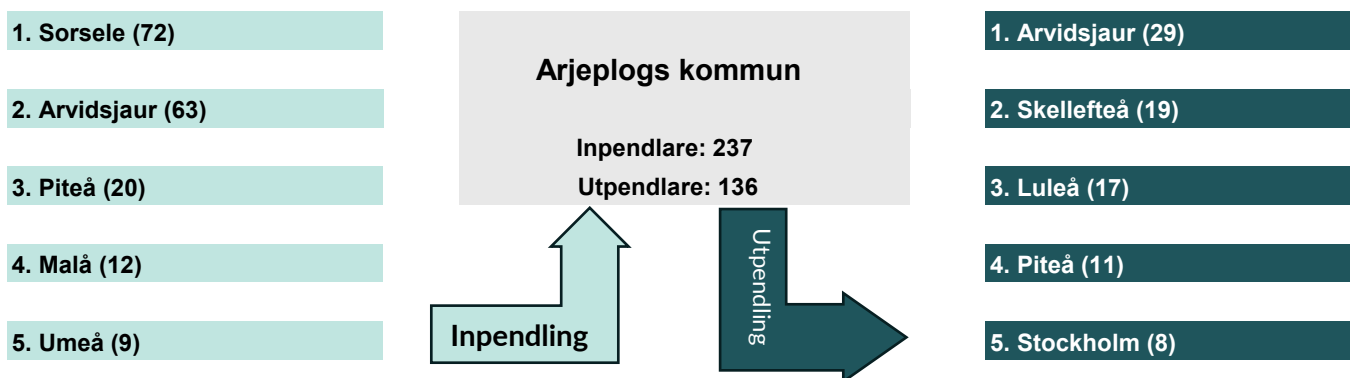 1. Sorsele (72)
2. Arvidsjaur (63)
3. Piteå (20)
4. Malå (12)
5. Umeå (9)
Arjeplogs kommun
Inpendlare: 237
Utpendlare: 136
Inpendling
Utpendling
1. Arvidsjaur (29)
2. Skellefteå (19)
3. Luleå (17)
4. Piteå (11)
5. Stockholm (8)